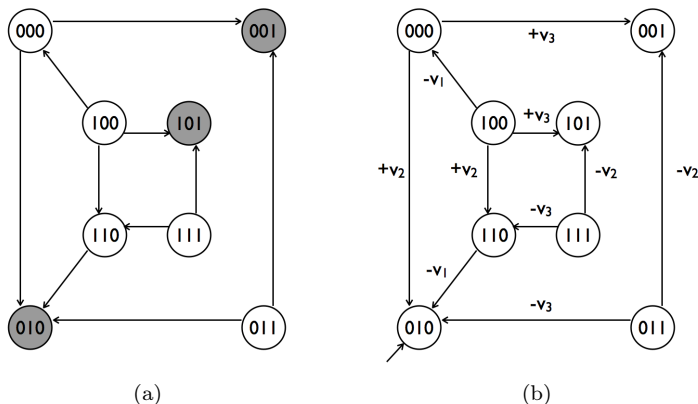 000 001 000 +v₃ 001
-v₁
100 101 100 +v₃ 101
+v₂ +v₂ -v₂ -v₂
110 111 110 -v₃ 111
-v₁
010 011 010 -v₃ 011
(a) (b)